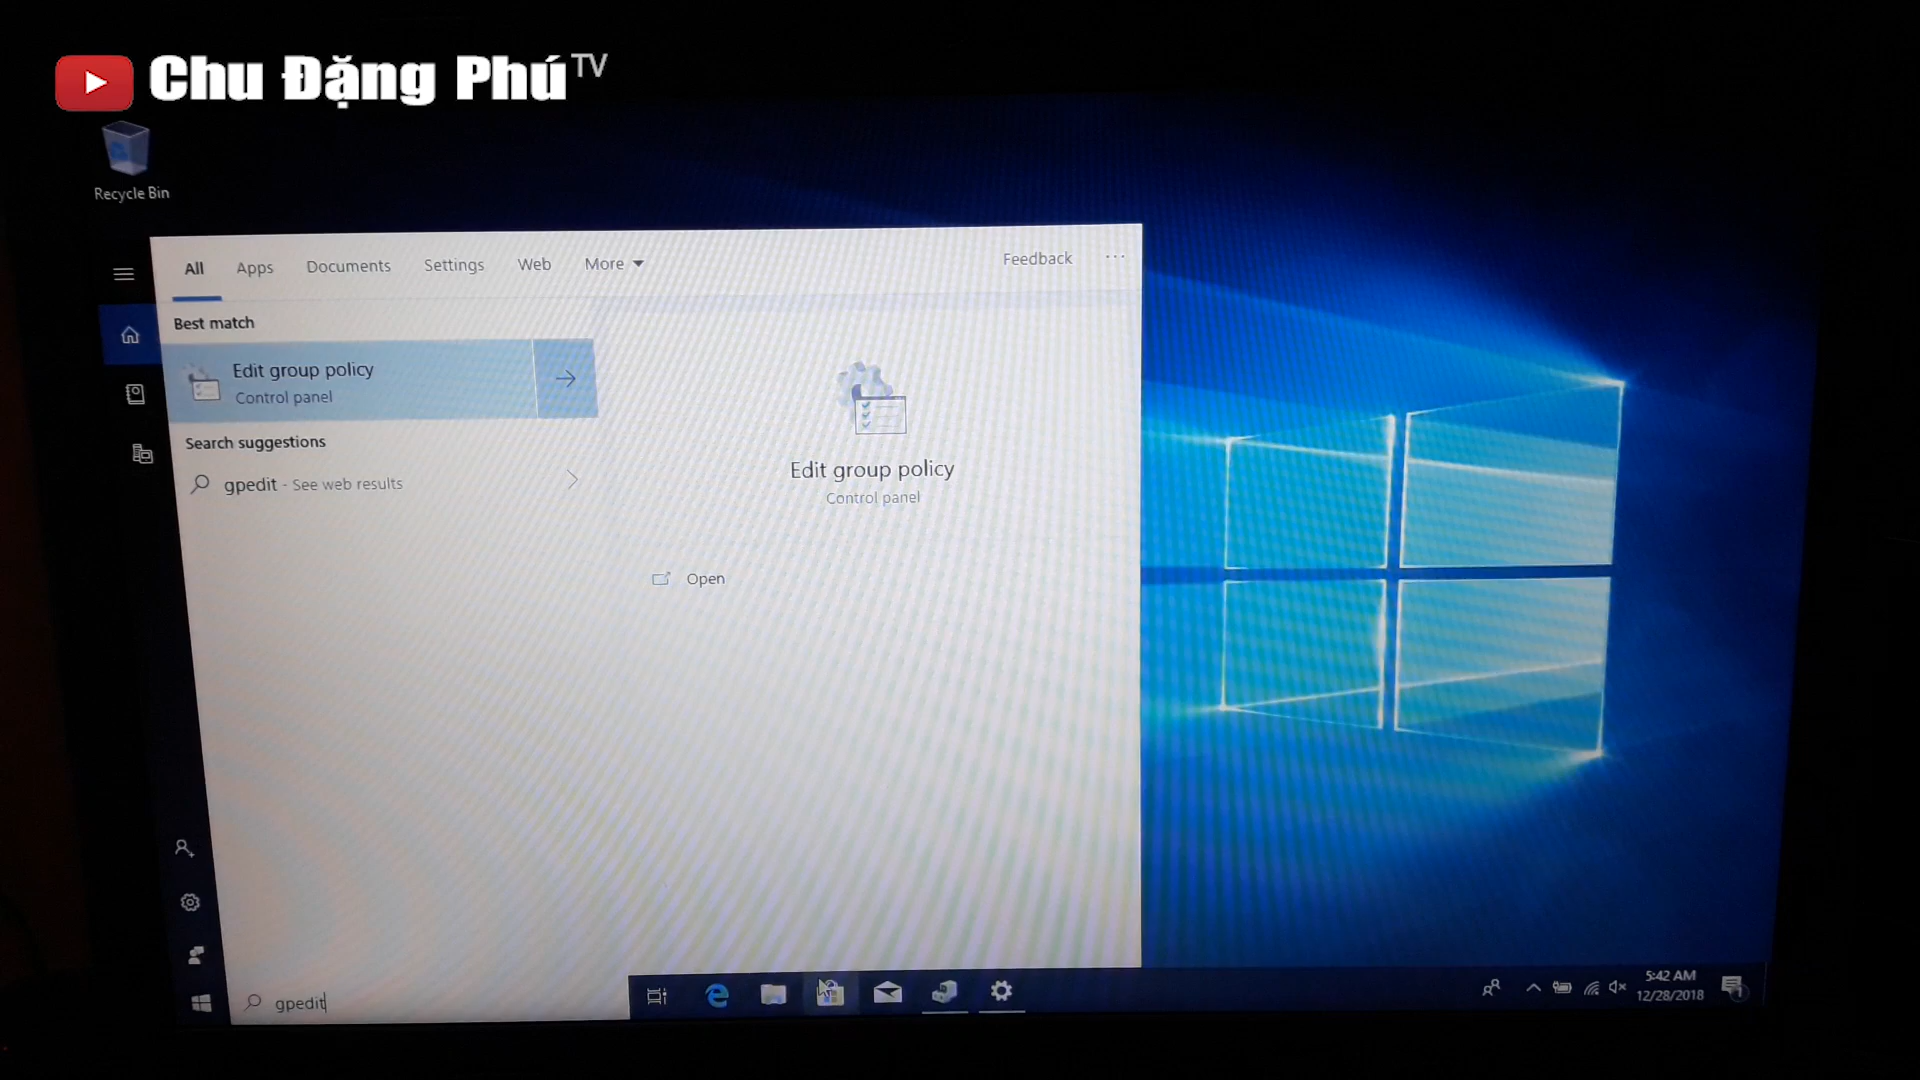 Chu Đặng Phú TV
Recycle Bin
All Apps Documents Settings Web More Feedback ...
Best match
Edit group policy
Control panel
Search suggestions
gpedit - See web results
Edit group policy
Control panel
Open
gpedit
5:42 AM
12/28/2018
1